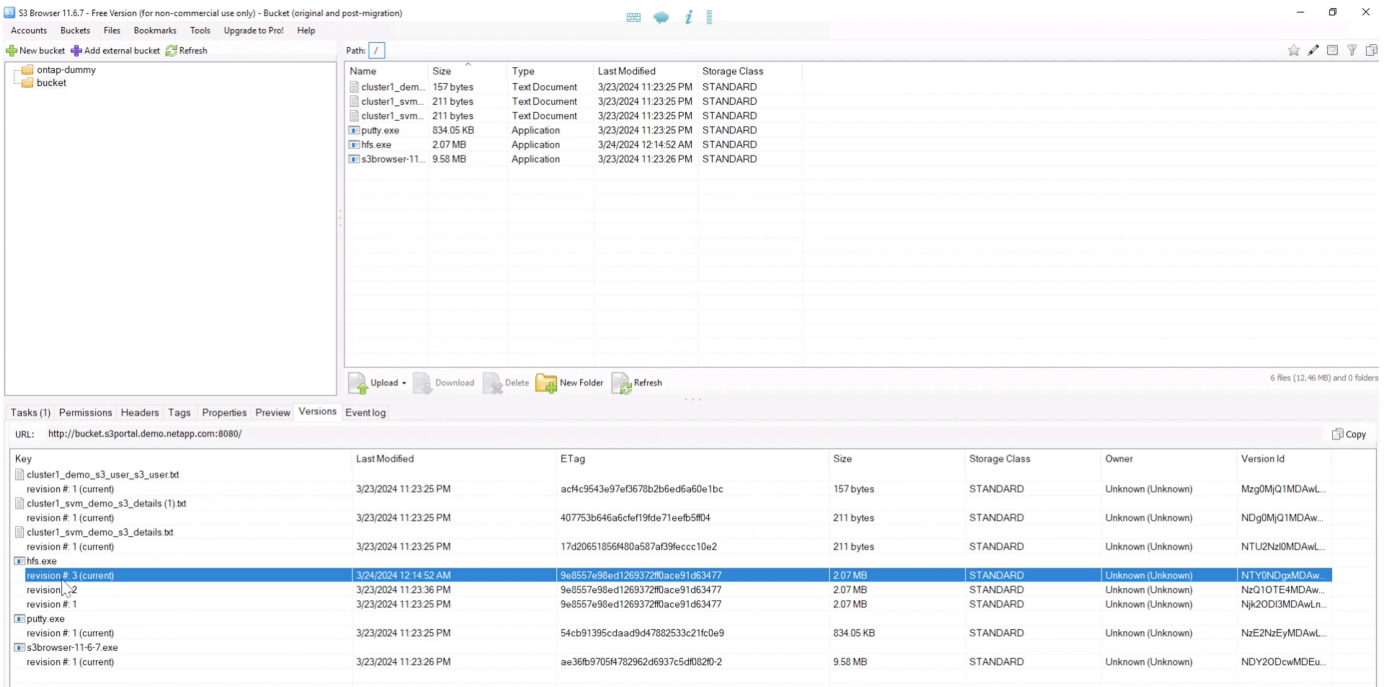 S3 Browser 11.6.7 - Free Version (for non-commercial use only) - Bucket (original and post-migration)
Accounts Buckets Files Bookmarks Tools Upgrade to Pro! Help
New bucket Add external bucket Refresh
Path: /
ontap-dummy
bucket
Name Size Type Last Modified Storage Class
cluster1_dem... 157 bytes Text Document 3/23/2024 11:23:25 PM STANDARD
cluster1_svm... 211 bytes Text Document 3/23/2024 11:23:25 PM STANDARD
cluster1_svm... 211 bytes Text Document 3/23/2024 11:23:25 PM STANDARD
putty.exe 834.05 KB Application 3/23/2024 11:23:25 PM STANDARD
hfs.exe 2.07 MB Application 3/24/2024 12:14:52 AM STANDARD
s3browser-11... 9.58 MB Application 3/23/2024 11:23:26 PM STANDARD
Upload Download Delete New Folder Refresh
6 files (12.46 MB) and 0 folders
Tasks (1) Permissions Headers Tags Properties Preview Versions Event log
URL: http://bucket.s3portal.demo.netapp.com:8080/
Copy
Key Last Modified ETag Size Storage Class Owner Version Id
cluster1_demo_s3_user_s3_user.txt
revision #: 1 (current) 3/23/2024 11:23:25 PM acf4c9543e97ef3678b2b6ed6a60e1bc 157 bytes STANDARD Unknown (Unknown) Mzg0MjQ1MDAwL...
cluster1_svm_demo_s3_details (1).txt
revision #: 1 (current) 3/23/2024 11:23:25 PM 407753b646a6cfef19fde71eefb5ff04 211 bytes STANDARD Unknown (Unknown) NDg0MjQ1MDAw...
cluster1_svm_demo_s3_details.txt
revision #: 1 (current) 3/23/2024 11:23:25 PM 17d20651856f480a587af39feccc10e2 211 bytes STANDARD Unknown (Unknown) NTU2NzI0MDAwL...
hfs.exe
revision #: 3 (current) 3/24/2024 12:14:52 AM 9e8557e98ed1269372ff0ace91d63477 2.07 MB STANDARD Unknown (Unknown) NTY0NDgxMDAw...
revision 2 3/23/2024 11:23:36 PM 9e8557e98ed1269372ff0ace91d63477 2.07 MB STANDARD Unknown (Unknown) NzQ1OTE4MDAw...
revision #: 1 3/23/2024 11:23:25 PM 9e8557e98ed1269372ff0ace91d63477 2.07 MB STANDARD Unknown (Unknown) Njk2ODI3MDAwLn...
putty.exe
revision #: 1 (current) 3/23/2024 11:23:25 PM 54cb91395cdaad9d47882533c21fc0e9 834.05 KB STANDARD Unknown (Unknown) NzE2NzEyMDAwL...
s3browser-11-6-7.exe
revision #: 1 (current) 3/23/2024 11:23:26 PM ae36fb9705f4782962d6937c5df082f0-2 9.58 MB STANDARD Unknown (Unknown) NDY2ODcwMDEu...